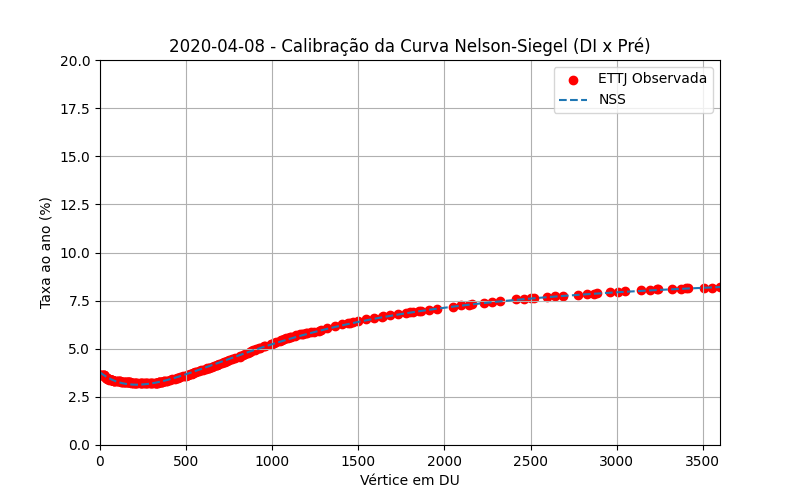 2020-04-08 - Calibração da Curva Nelson-Siegel (DI x Pré)
ETTJ Observada
NSS
Taxa ao ano (%)
20.0
17.5
15.0
12.5
10.0
7.5
5.0
2.5
0.0
0 500 1000 1500 2000 2500 3000 3500
Vértice em DU